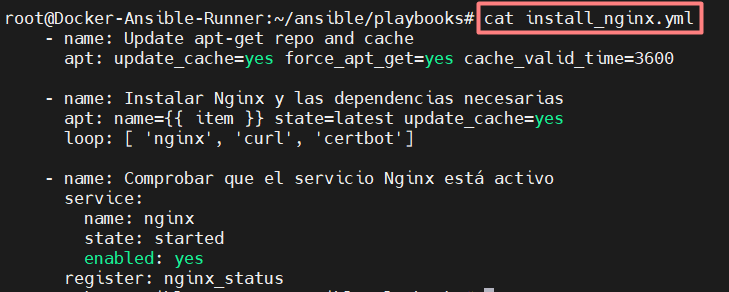 root@Docker-Ansible-Runner:~/ansible/playbooks# cat install_nginx.yml
- name: Update apt-get repo and cache
apt: update_cache=yes force_apt_get=yes cache_valid_time=3600
- name: Instalar Nginx y las dependencias necesarias
apt: name={{ item }} state=latest update_cache=yes
loop: [ 'nginx', 'curl', 'certbot']
- name: Comprobar que el servicio Nginx está activo
service:
name: nginx
state: started
enabled: yes
register: nginx_status